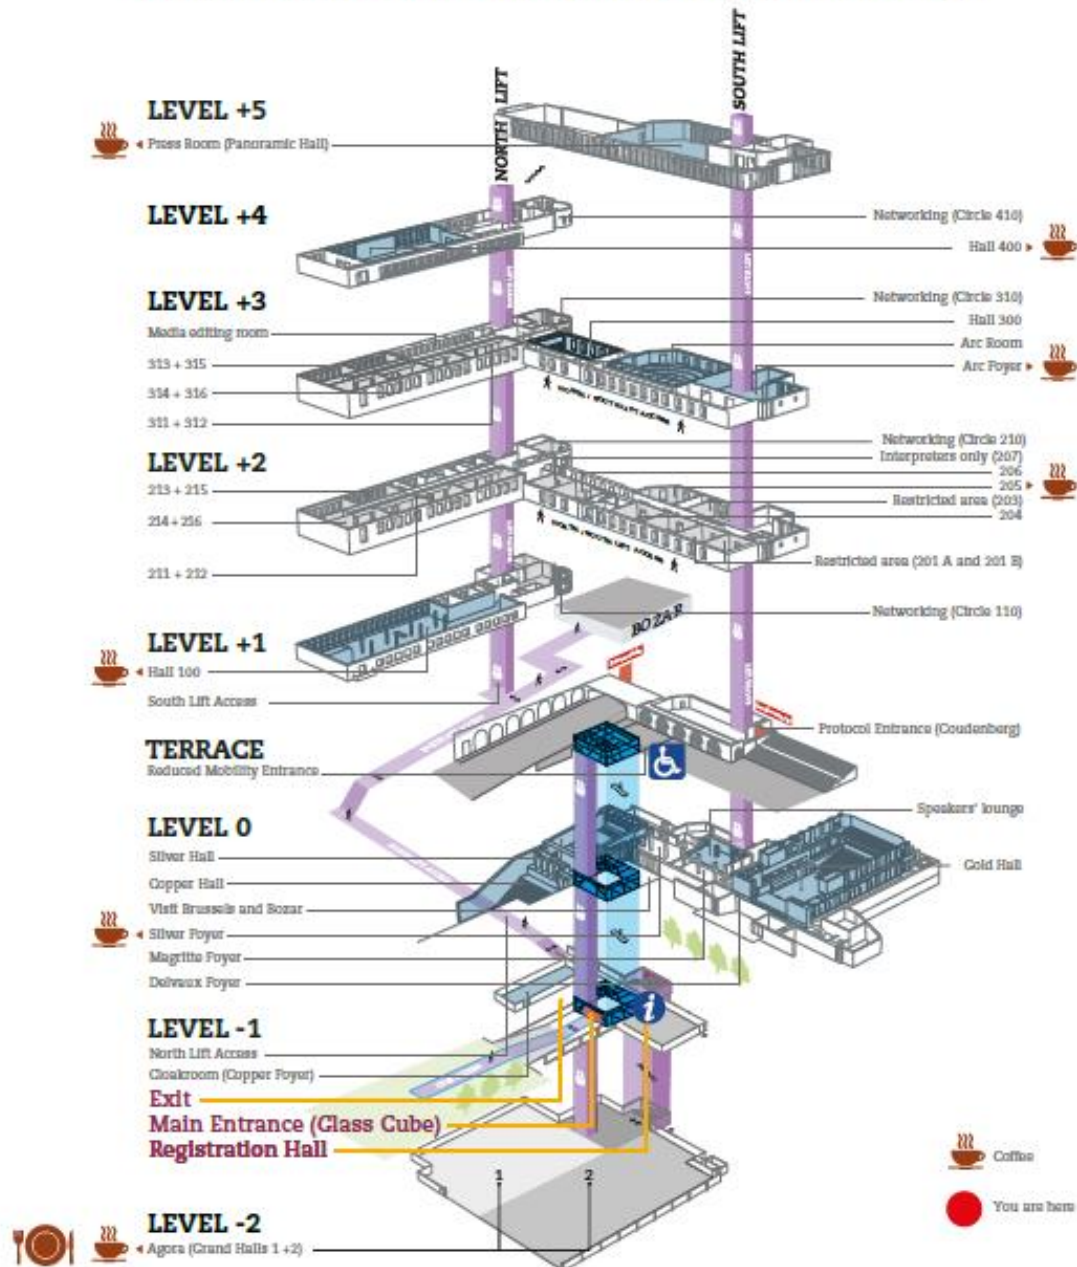 SOUTH LIFT
NORTH LIFT
LEVEL +5
Press Room (Panoramic Hall)
LEVEL +4
Networking (Circle 410)
Hall 400
LEVEL +3
Networking (Circle 310)
Hall 300
Media editing room
Arc Room
313 + 315
Arc Foyer
314 + 316
311 + 312
LEVEL +2
Networking (Circle 210)
Interpreters only (207)
206
213 + 215
205
Restricted area (203)
214 + 216
204
Restricted area (201 A and 201 B)
211 + 212
Networking (Circle 110)
BOZAR
LEVEL +1
Hall 100
South Lift Access
Protocol Entrance (Coudenberg)
TERRACE
Reduced Mobility Entrance
Speakers' lounge
LEVEL 0
Silver Hall
Gold Hall
Copper Hall
Visit Brussels and Bozar
Silver Foyer
Magritte Foyer
Delvaux Foyer
i
LEVEL -1
North Lift Access
Cloakroom (Copper Foyer)
Exit
Main Entrance (Glass Cube)
Registration Hall
Coffee
1 2
You are here
LEVEL -2
Agora (Grand Halls 1 +2)